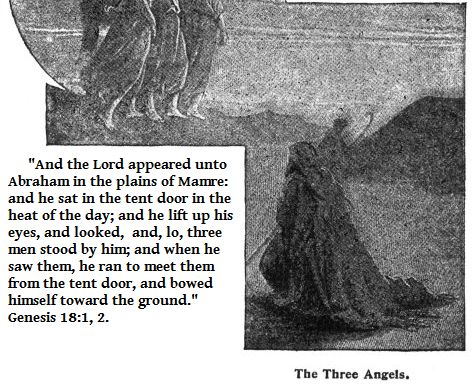 "And the Lord appeared unto
Abraham in the plains of Mamre:
and he sat in the tent door in the
heat of the day; and he lift up his
eyes, and looked,  and, lo, three
men stood by him; and when he
saw them, he ran to meet them
from the tent door, and bowed
himself toward the ground."
Genesis 18:1, 2.
The Three Angels.